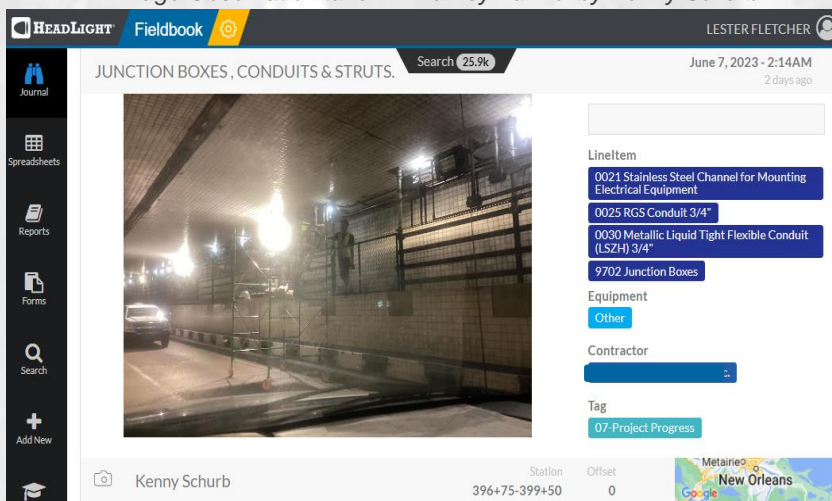 HEADLIGHT
Fieldbook
LESTER FLETCHER
Journal
Spreadsheets
Reports
Forms
Search
Add New
JUNCTION BOXES , CONDUITS & STRUTS.
Search 25.9k
June 7, 2023 - 2:14AM
2 days ago
LineItem
0021 Stainless Steel Channel for Mounting
Electrical Equipment
0025 RGS Conduit 3/4"
0030 Metallic Liquid Tight Flexible Conduit
(LSZH) 3/4"
9702 Junction Boxes
Equipment
Other
Contractor
Tag
07-Project Progress
Kenny Schurb
Station
396+75-399+50
Offset
0
Metairie
New Orleans
Google